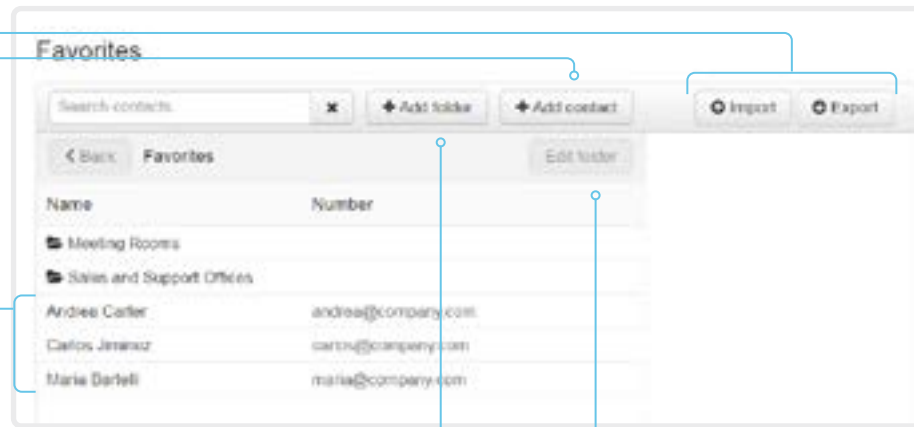 Favorites
Search contacts
Add folder
Add contact
Import
Export
Back
Favorites
Edit folder
Name Number
Meeting Rooms
Sales and Support Offices
Andrea Carter andrea@company.com
Carlos Jiminez carlos@company.com
Maria Bartelli maria@company.com